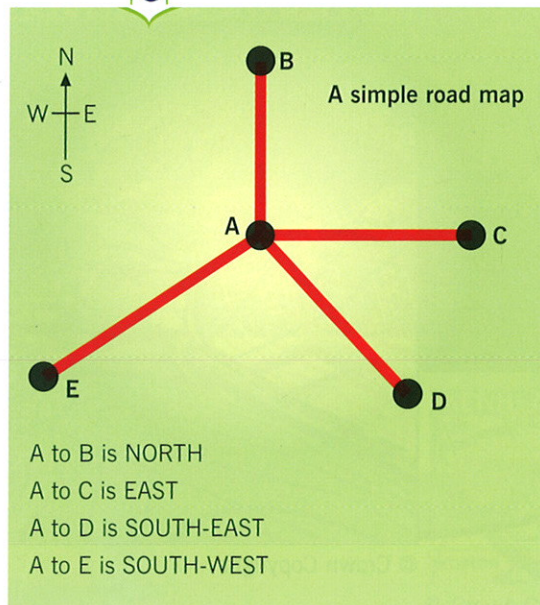 N
W E
S
A simple road map
B
A
C
E
D
A to B is NORTH
A to C is EAST
A to D is SOUTH-EAST
A to E is SOUTH-WEST